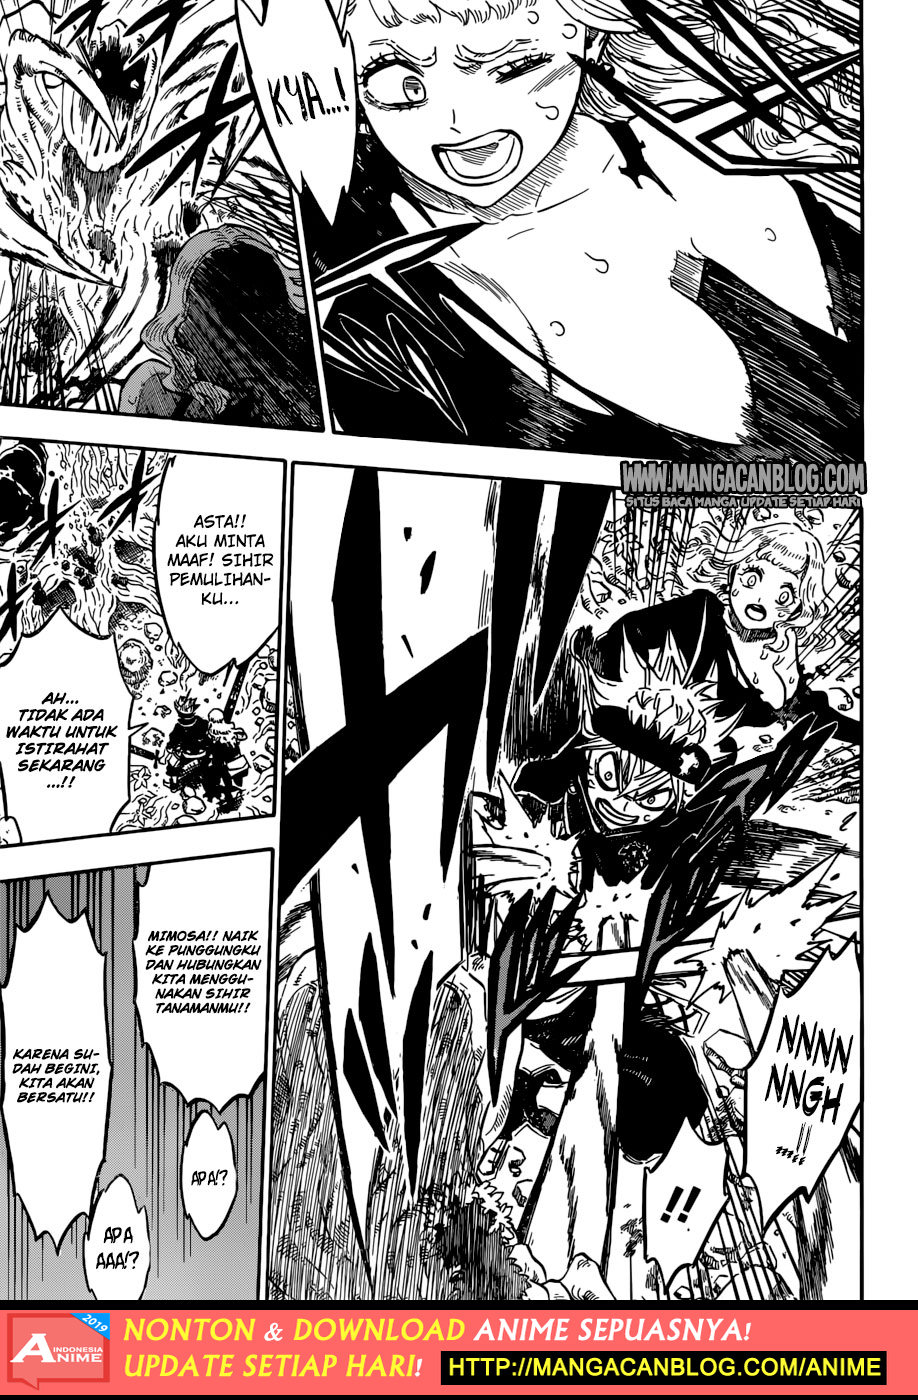 KYA...!
WWW.MANGACANBLOG.COM
SITUS BACA MANGA UPDATE SETIAP HARI
NNNN
NNGH
...!!
!!
ASTA!!
AKU MINTA
MAAF! SIHIR
PEMULIHAN-
KU...
AH...
TIDAK ADA
WAKTU UNTUK
ISTIRAHAT
SEKARANG
...!!
MIMOSA!! NAIK
KE PUNGGUNGKU
DAN HUBUNGKAN
KITA MENGGU-
NAKAN SIHIR
TANAMANMU!!
APA!?
KARENA SU-
DAH BEGINI,
KITA AKAN
BERSATU!!
APA
AAA!?
2019
A INDONESIA
ANIME
NONTON & DOWNLOAD ANIME SEPUASNYA!
UPDATE SETIAP HARI! HTTP://MANGACANBLOG.COM/ANIME